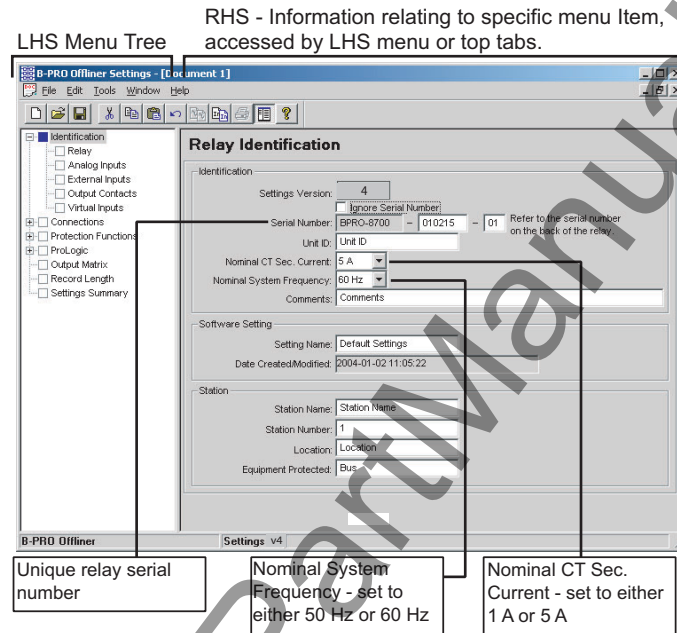 RHS - Information relating to specific menu Item,
LHS Menu Tree accessed by LHS menu or top tabs.
B-PRO Offliner Settings - [Document 1]
File Edit Tools Window Help
Identification
Relay
Analog Inputs
External Inputs
Output Contacts
Virtual Inputs
Connections
Protection Functions
ProLogic
Output Matrix
Record Length
Settings Summary
Relay Identification
Identification
Settings Version: 4
Ignore Serial Number
Serial Number: BPRO-8700 - 010215 - 01 Refer to the serial number
on the back of the relay.
Unit ID: Unit ID
Nominal CT Sec. Current: 5 A
Nominal System Frequency: 60 Hz
Comments: Comments
Software Setting
Setting Name: Default Settings
Date Created/Modified: 2004-01-02 11:05:22
Station
Station Name: Station Name
Station Number: 1
Location: Location
Equipment Protected: Bus
B-PRO Offliner Settings v4
Unique relay serial
number
Nominal System
Frequency - set to
either 50 Hz or 60 Hz
Nominal CT Sec.
Current - set to either
1 A or 5 A
PartManua